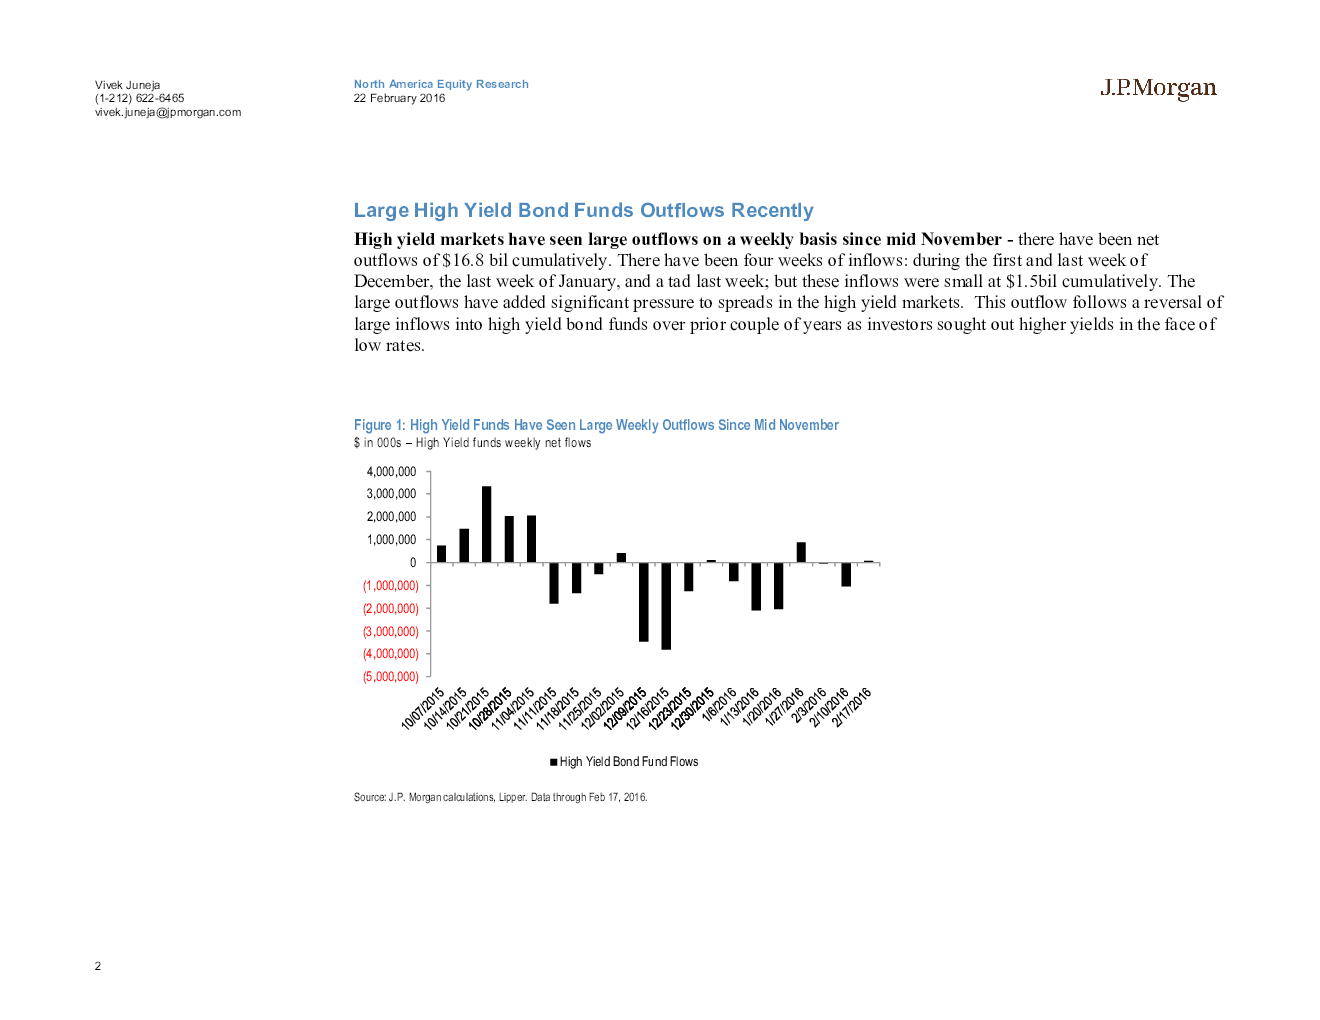 Vivek Juneja
(1-212) 622-6465
vivek.juneja@jpmorgan.com
North America Equity Research
22 February 2016
J.P.Morgan
Large High Yield Bond Funds Outflows Recently
High yield markets have seen large outflows on a weekly basis since mid November - there have been net
outflows of $16.8 bil cumulatively. There have been four weeks of inflows: during the first and last week of
December, the last week of January, and a tad last week; but these inflows were small at $1.5bil cumulatively. The
large outflows have added significant pressure to spreads in the high yield markets. This outflow follows a reversal of
large inflows into high yield bond funds over prior couple of years as investors sought out higher yields in the face of
low rates.
Figure 1: High Yield Funds Have Seen Large Weekly Outflows Since Mid November
$ in 000s – High Yield funds weekly net flows
4,000,000
3,000,000
2,000,000
1,000,000
0
(1,000,000)
(2,000,000)
(3,000,000)
(4,000,000)
(5,000,000)
10/07/2015
10/14/2015
10/21/2015
10/28/2015
11/04/2015
11/11/2015
11/18/2015
11/25/2015
12/02/2015
12/09/2015
12/16/2015
12/23/2015
12/30/2015
1/6/2016
1/13/2016
1/20/2016
1/27/2016
2/3/2016
2/10/2016
2/17/2016
High Yield Bond Fund Flows
Source: J.P. Morgan calculations, Lipper. Data through Feb 17, 2016.
2